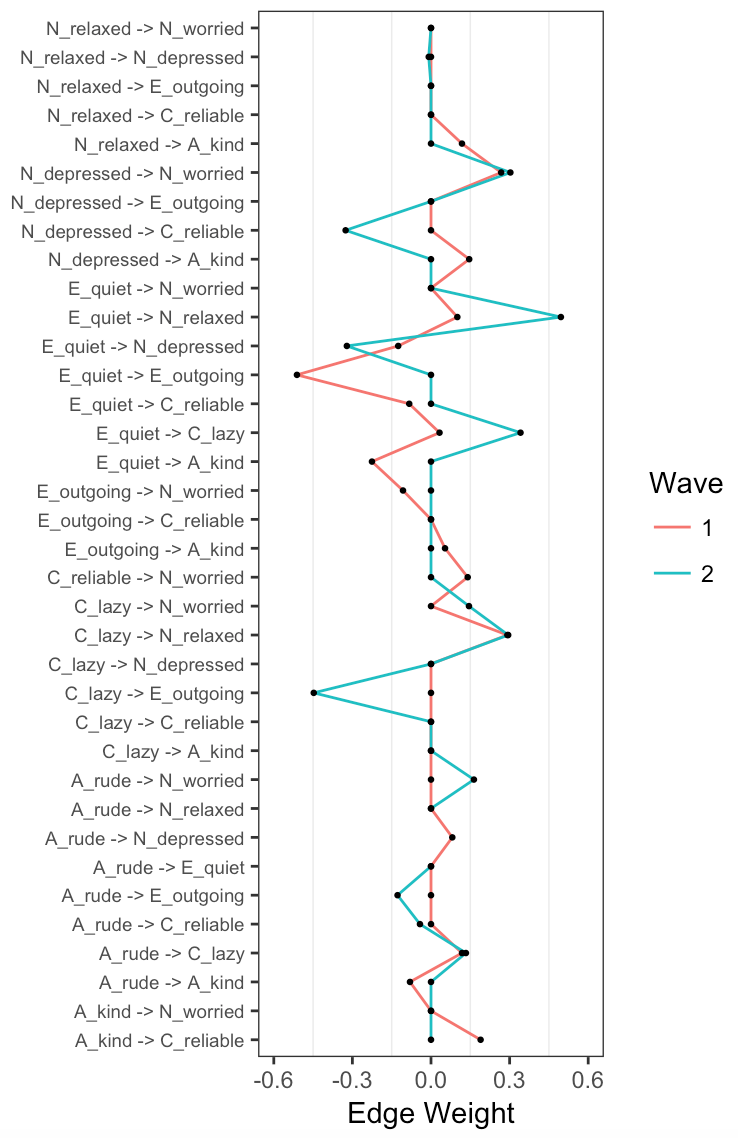 N_relaxed -> N_worried
N_relaxed -> N_depressed
N_relaxed -> E_outgoing
N_relaxed -> C_reliable
N_relaxed -> A_kind
N_depressed -> N_worried
N_depressed -> E_outgoing
N_depressed -> C_reliable
N_depressed -> A_kind
E_quiet -> N_worried
E_quiet -> N_relaxed
E_quiet -> N_depressed
E_quiet -> E_outgoing
E_quiet -> C_reliable
E_quiet -> C_lazy
E_quiet -> A_kind
E_outgoing -> N_worried
E_outgoing -> C_reliable
E_outgoing -> A_kind
C_reliable -> N_worried
C_lazy -> N_worried
C_lazy -> N_relaxed
C_lazy -> N_depressed
C_lazy -> E_outgoing
C_lazy -> C_reliable
C_lazy -> A_kind
A_rude -> N_worried
A_rude -> N_relaxed
A_rude -> N_depressed
A_rude -> E_quiet
A_rude -> E_outgoing
A_rude -> C_reliable
A_rude -> C_lazy
A_rude -> A_kind
A_kind -> N_worried
A_kind -> C_reliable
-0.6 -0.3 0.0 0.3 0.6
Edge Weight
Wave
1
2